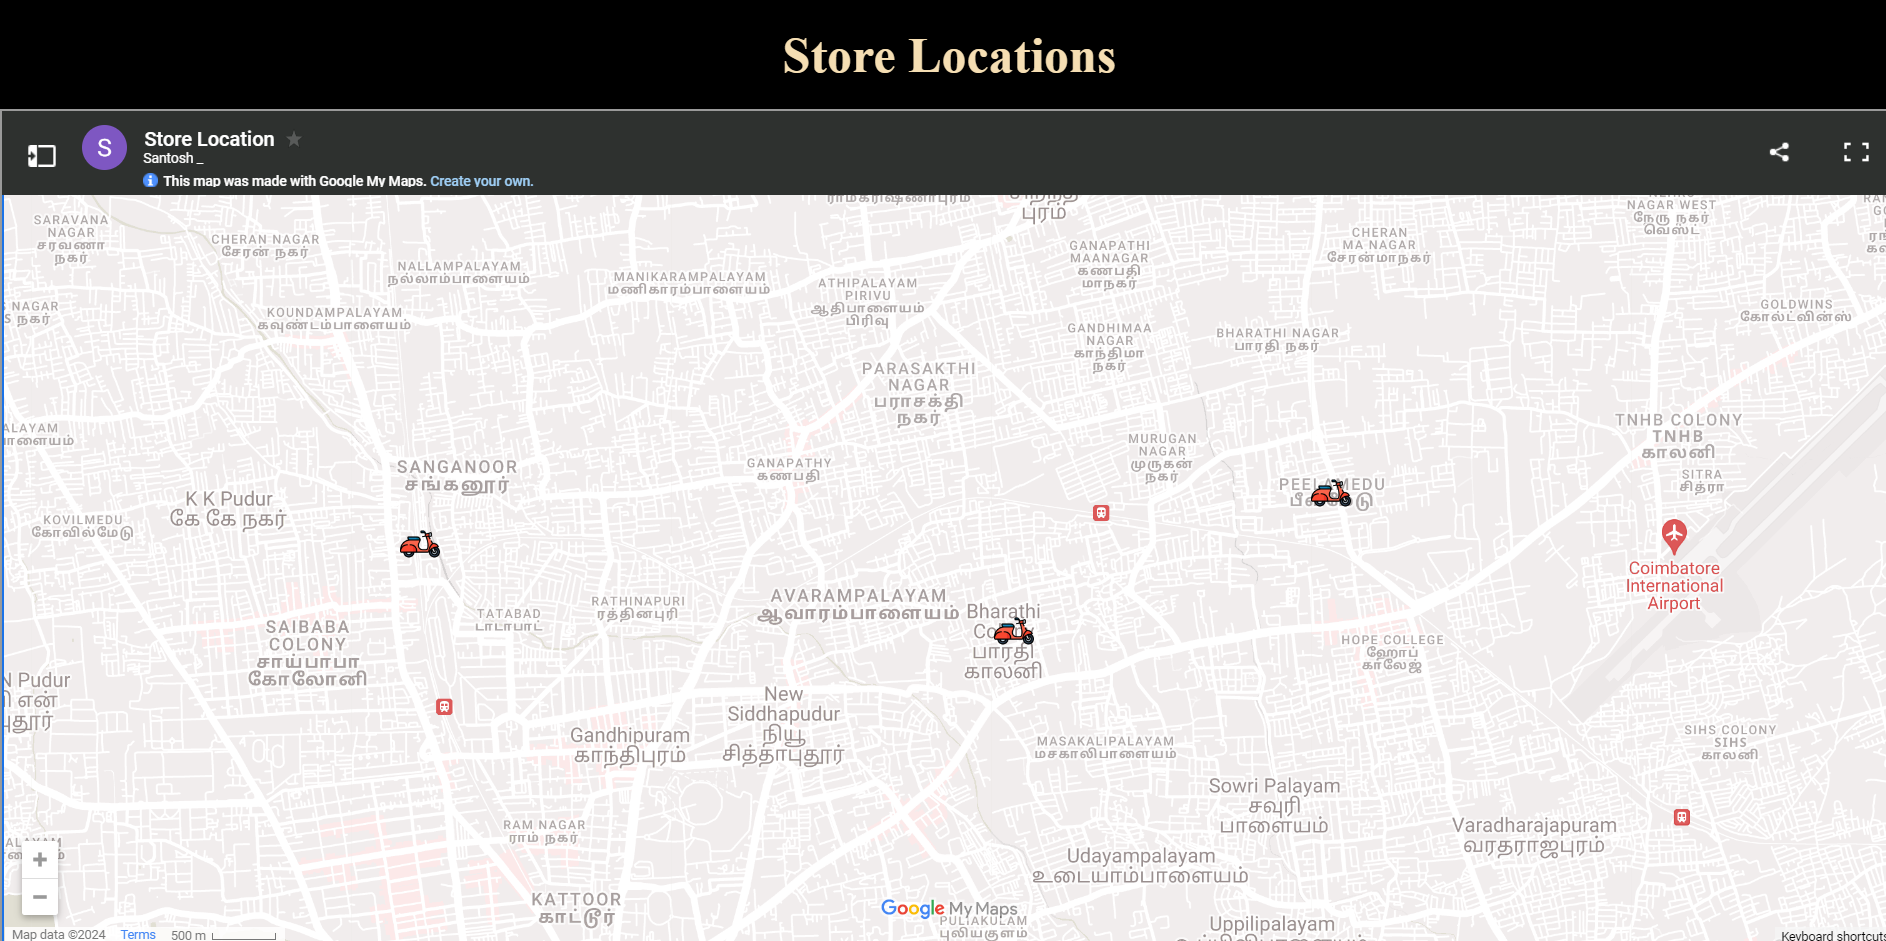 Store Locations
Store Location
S
Santosh _
This map was made with Google My Maps. Create your own.
SARAVANA
NAGAR
சரவணா
நகர்
CHERAN NAGAR
சேரன் நகர்
NALLAMPALAYAM
நல்லாம்பாளையம்
MANIKARAMPALAYAM
மணிகாரம்பாளையம்
ராமகிருஷ்ணாபுரம்
புரம்
ATHIPALAYAM
PIRIVU
ஆதிபாளையம்
பிரிவு
GANAPATHI
MAANAGAR
கணபதி
மாநகர்
CHERAN
MA NAGAR
சேரன்மாநகர்
NAGAR WEST
நேரு நகர்
வெஸ்ட்
NAGAR
நகர்
KOUNDAMPALAYAM
கவுண்டம்பாளையம்
GANDHIMAA
NAGAR
காந்திமா
நகர்
BHARATHI NAGAR
பாரதி நகர்
GOLDWINS
கோல்ட்வின்ஸ்
PARASAKTHI
NAGAR
பராசக்தி
நகர்
TNHB COLONY
TNHB
காலனி
SITRA
சித்ரா
MURUGAN
NAGAR
முருகன்
நகர்
GANAPATHY
கணபதி
SANGANOOR
சங்கனூர்
PEELAMEDU
K K Pudur
கே கே நகர்
KOVILMEDU
கோவில்மேடு
Coimbatore
International
Airport
AVARAMPALAYAM
ஆவாரம்பாளையம்
RATHINAPURI
ரத்தினபுரி
TATABAD
டாடாபாட்
Bharathi
பாரதி
காலனி
SAIBABA
COLONY
சாய்பாபா
கோலோனி
HOPE COLLEGE
ஹோப்
காலேஜ்
N Pudur
என்
New
Siddhapudur
நியூ
சித்தாபுதூர்
Gandhipuram
காந்திபுரம்
MASAKALIPALAYAM
மசகாலிபாளையம்
SIHS COLONY
SIHS
காலனி
Sowri Palayam
சவுரி
பாளையம்
RAM NAGAR
ராம் நகர்
Varadharajapuram
வரதராஜபுரம்
Udayampalayam
உடையாம்பாளையம்
KATTOOR
காட்டூர்
Google My Maps
PULIAKULAM
புலியகுளம்
Uppilipalayam
+
−
Map data ©2024 Terms 500 m
Keyboard shortcuts